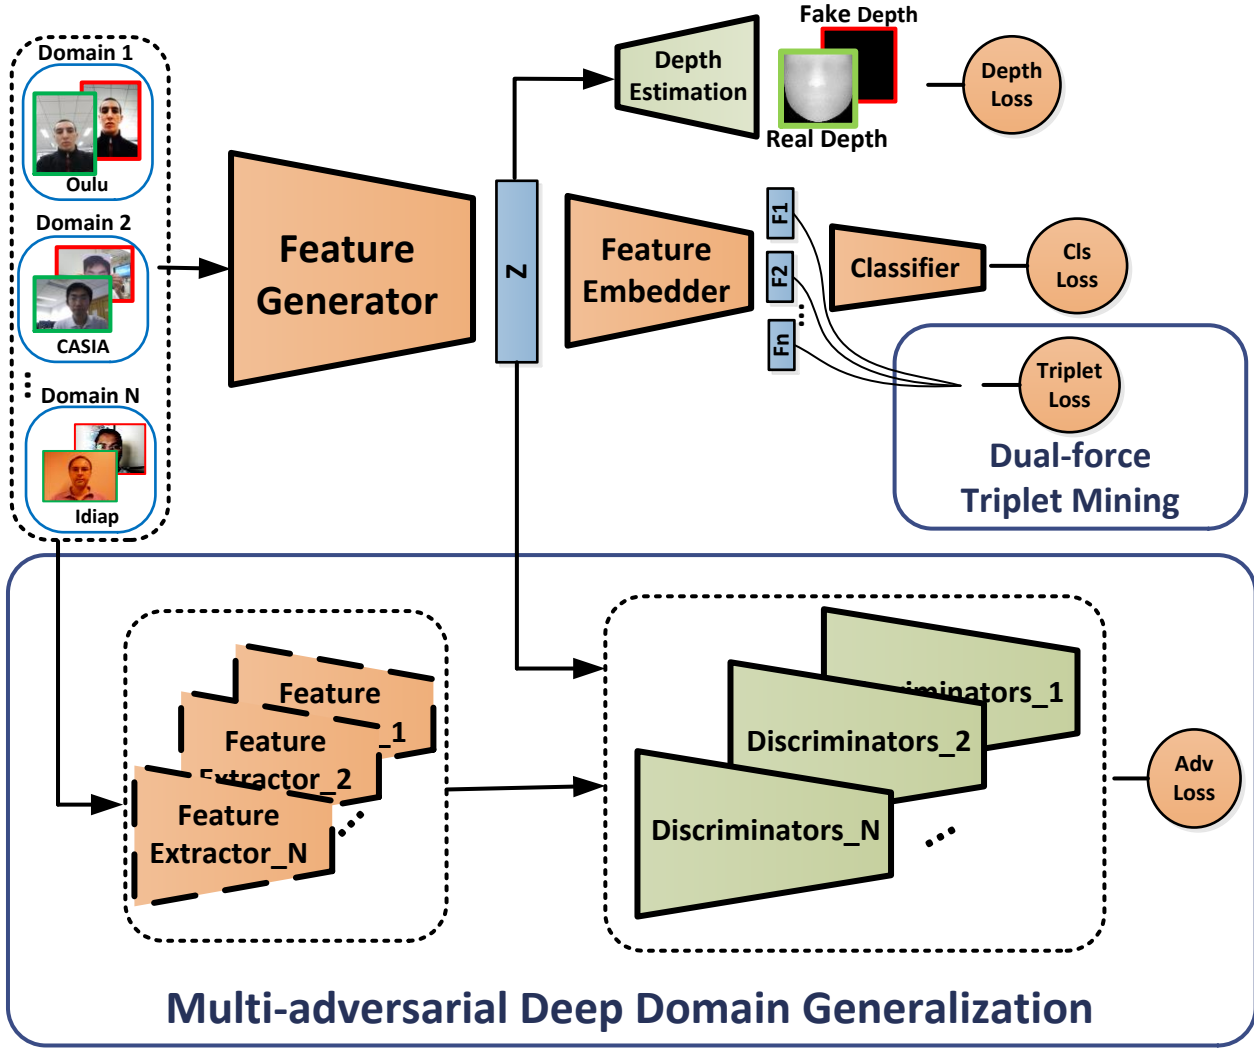 Domain 1
Oulu
Domain 2
CASIA
Domain N
Idiap
Feature
Generator
Z
Depth
Estimation
Fake Depth
Real Depth
Depth
Loss
Feature
Embedder
F1
F2
Fn
Classifier
Cls
Loss
Triplet
Loss
Dual-force
Triplet Mining
Feature
_1
Feature
Extractor_2
Feature
Extractor_N
criminators_1
Discriminators_2
Discriminators_N
Adv
Loss
Multi-adversarial Deep Domain Generalization